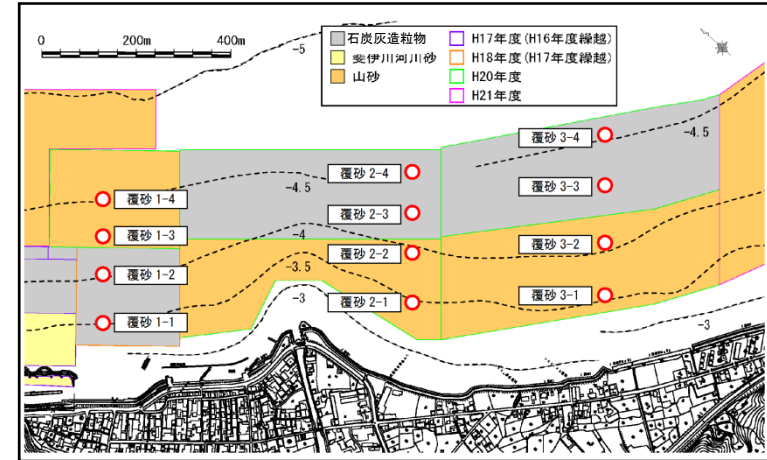 0 200m 400m
石炭灰造粒物
斐伊川河川砂
山砂
H17年度(H16年度繰越)
H18年度(H17年度繰越)
H20年度
H21年度
-5
-4.5
覆砂 3-4
覆砂 2-4
-4.5
覆砂 3-3
覆砂 1-4
覆砂 2-3
覆砂 1-3
-4
覆砂 3-2
覆砂 2-2
覆砂 1-2
-3.5
覆砂 3-1
-3
覆砂 2-1
覆砂 1-1
-3